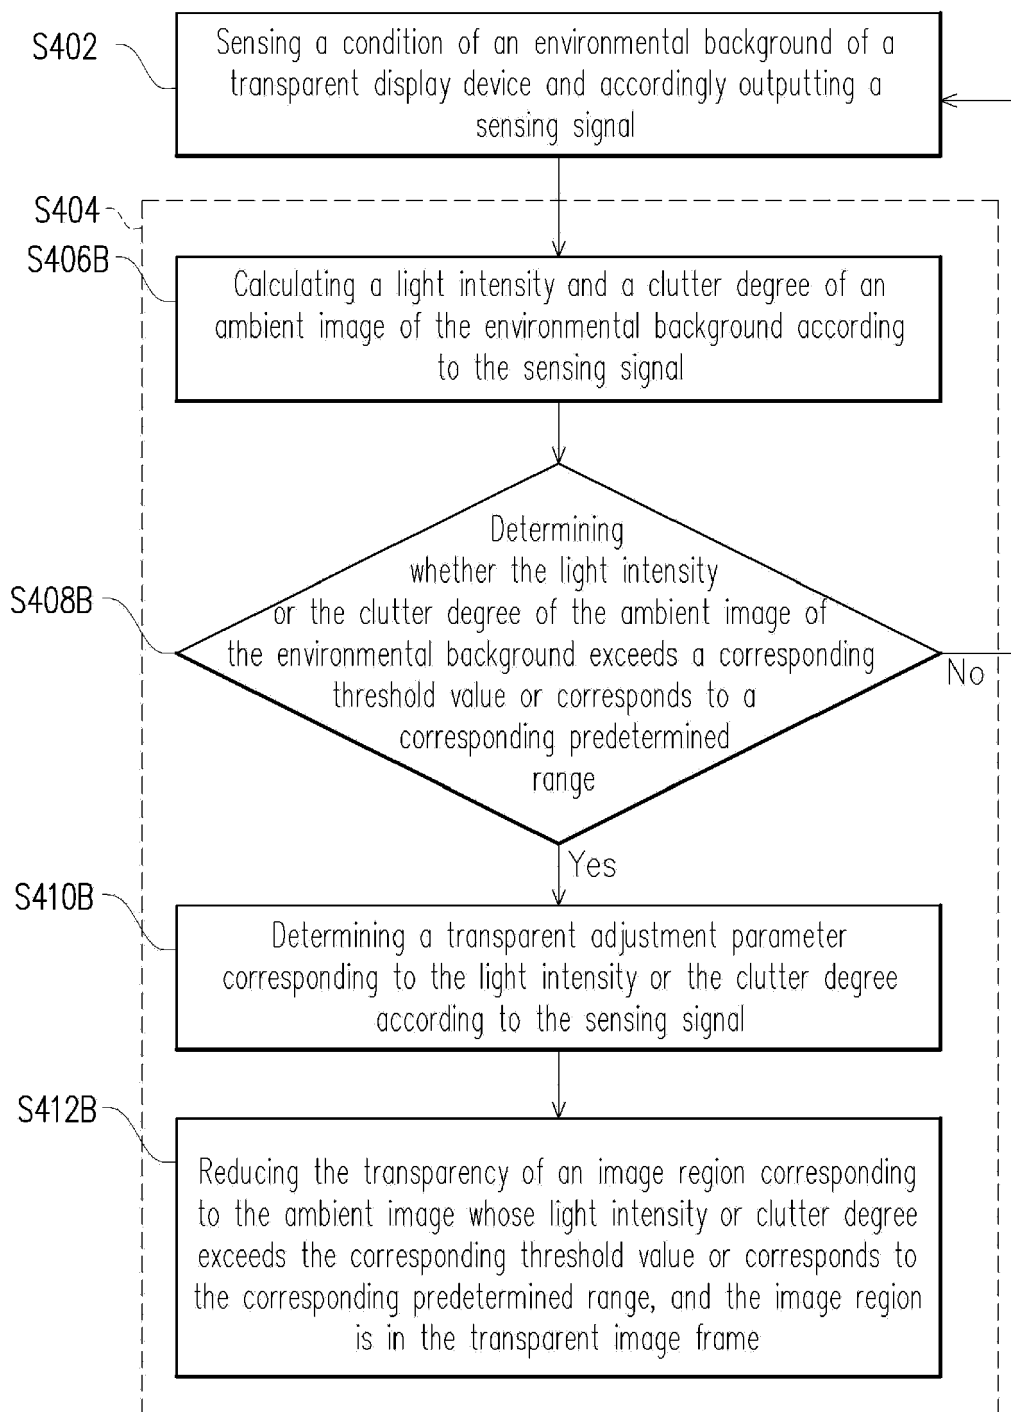 S402
Sensing a condition of an environmental background of a
transparent display device and accordingly outputting a
sensing signal
S404
S406B
Calculating a light intensity and a clutter degree of an
ambient image of the environmental background according
to the sensing signal
S408B
Determining
whether the light intensity
or the clutter degree of the ambient image of
the environmental background exceeds a corresponding
threshold value or corresponds to a
corresponding predetermined
range
No
Yes
S410B
Determining a transparent adjustment parameter
corresponding to the light intensity or the clutter degree
according to the sensing signal
S412B
Reducing the transparency of an image region corresponding
to the ambient image whose light intensity or clutter degree
exceeds the corresponding threshold value or corresponds to
the corresponding predetermined range, and the image region
is in the transparent image frame